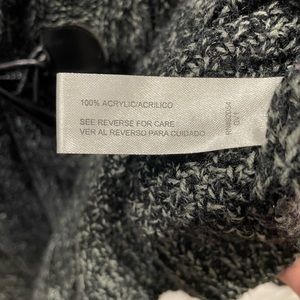 100% ACRYLIC/ACRILICO
SEE REVERSE FOR CARE
VER AL REVERSO PARA CUIDADO